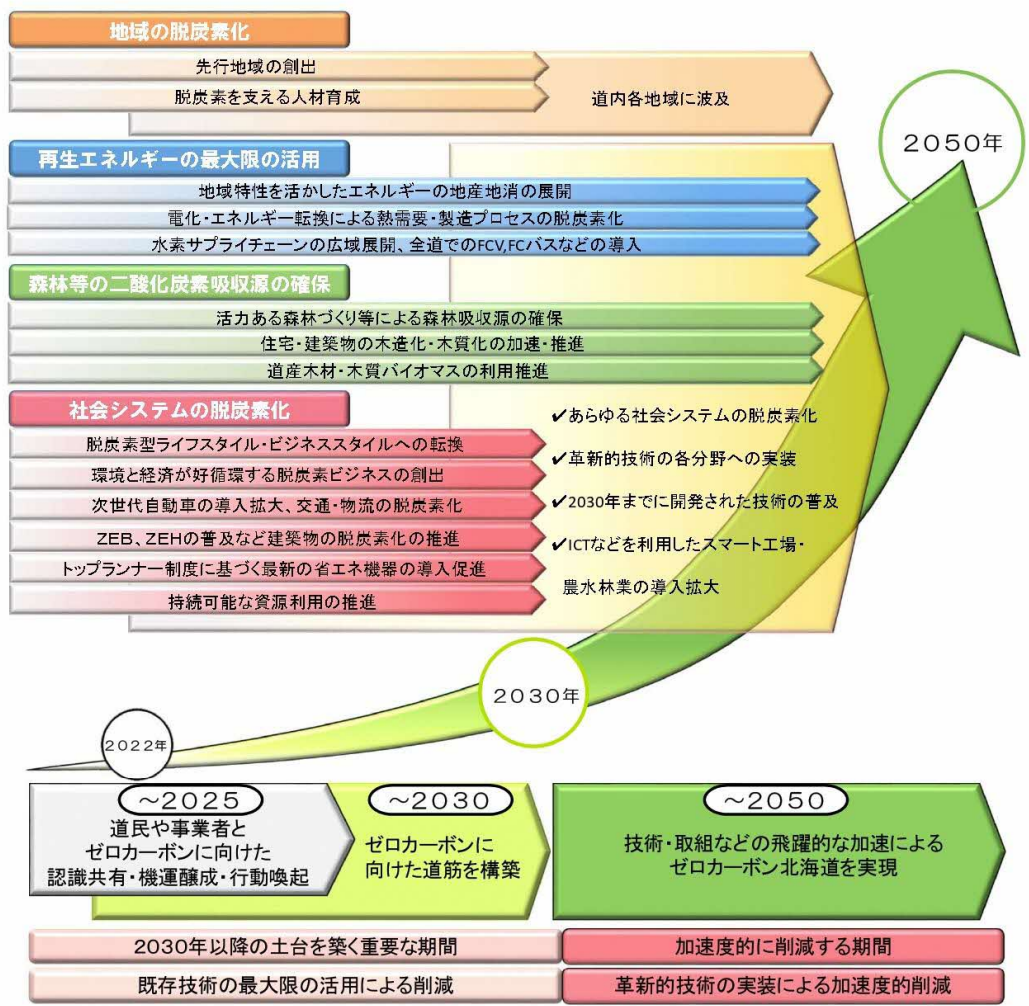 地域の脱炭素化
先行地域の創出
脱炭素を支える人材育成
道内各地域に波及
再生エネルギーの最大限の活用
地域特性を活かしたエネルギーの地産地消の展開
電化・エネルギー転換による熱需要・製造プロセスの脱炭素化
水素サプライチェーンの広域展開、全道でのFCV,FCバスなどの導入
森林等の二酸化炭素吸収源の確保
活力ある森林づくり等による森林吸収源の確保
住宅・建築物の木造化・木質化の加速・推進
道産木材・木質バイオマスの利用推進
社会システムの脱炭素化
脱炭素型ライフスタイル・ビジネススタイルへの転換
環境と経済が好循環する脱炭素ビジネスの創出
次世代自動車の導入拡大、交通・物流の脱炭素化
ZEB、ZEHの普及など建築物の脱炭素化の推進
トップランナー制度に基づく最新の省エネ機器の導入促進
持続可能な資源利用の推進
✔あらゆる社会システムの脱炭素化
✔革新的技術の各分野への実装
✔2030年までに開発された技術の普及
✔ICTなどを利用したスマート工場・
農水林業の導入拡大
2050年
2030年
2022年
～2025
道民や事業者と
ゼロカーボンに向けた
認識共有・機運醸成・行動喚起
～2030
ゼロカーボンに
向けた道筋を構築
～2050
技術・取組などの飛躍的な加速による
ゼロカーボン北海道を実現
2030年以降の土台を築く重要な期間
加速度的に削減する期間
既存技術の最大限の活用による削減
革新的技術の実装による加速度的削減